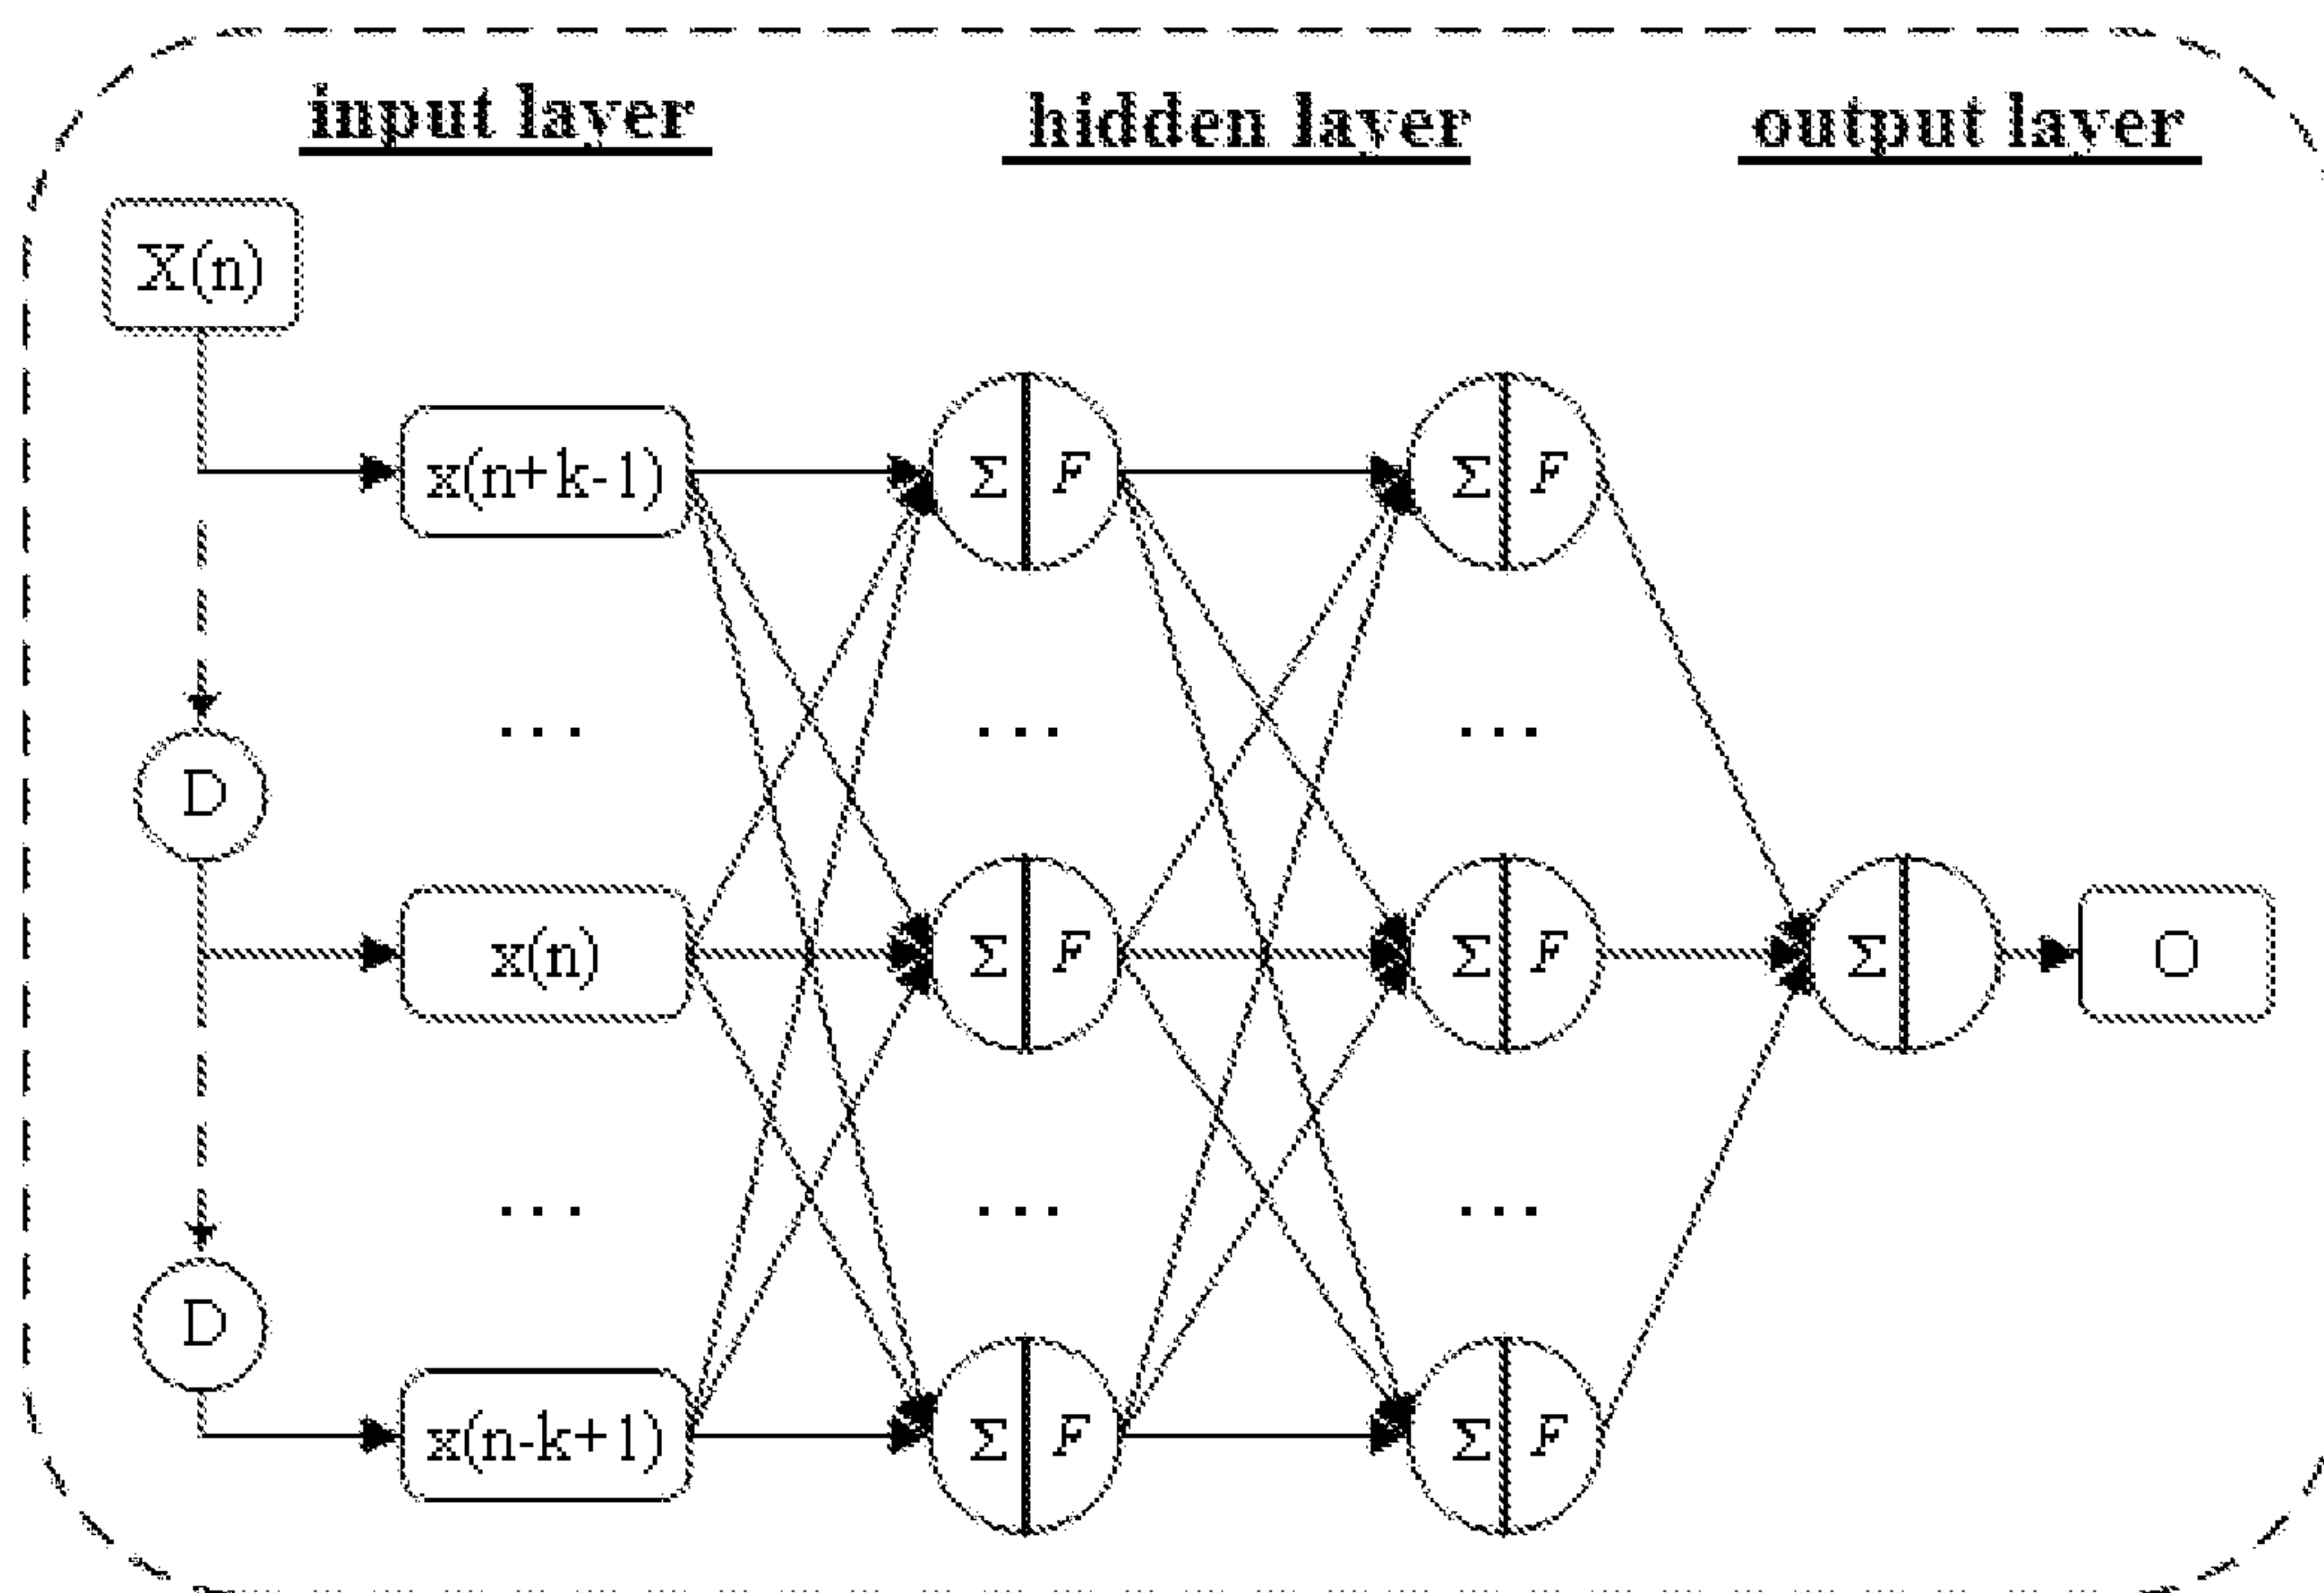 input layer hidden layer output layer
X(n)
x(n+k-1) Σ F Σ F
... ... ...
D
x(n) Σ F Σ F Σ O
... ... ...
D
x(n-k+1) Σ F Σ F